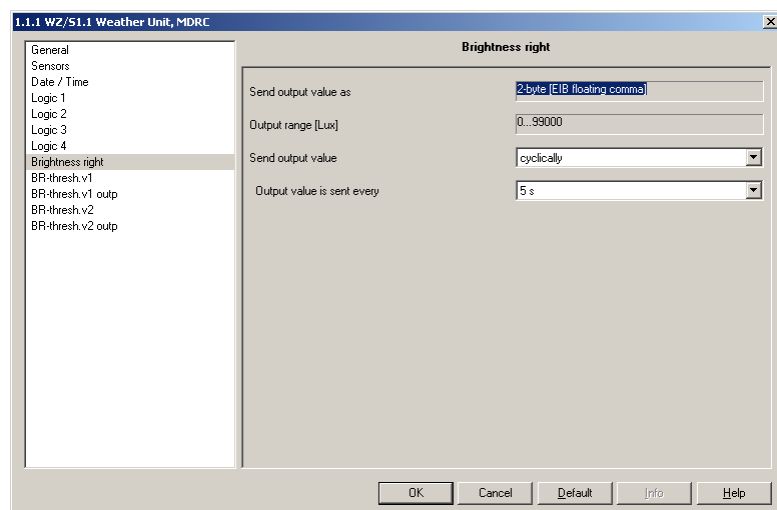 1.1.1 WZ/S1.1 Weather Unit, MDRC
General
Sensors
Date / Time
Logic 1
Logic 2
Logic 3
Logic 4
Brightness right
BR-thresh.v1
BR-thresh.v1 outp
BR-thresh.v2
BR-thresh.v2 outp
Brightness right
Send output value as 2-byte [EIB floating comma]
Output range [Lux] 0...99000
Send output value cyclically
Output value is sent every 5 s
OK Cancel Default Info Help